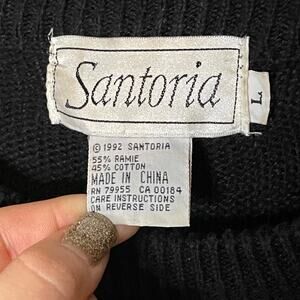 Santoria
L
© 1992 SANTORIA
55% RAMIE
45% COTTON
MADE IN CHINA
RN 79955 CA 00184
CARE INSTRUCTIONS
ON REVERSE SIDE